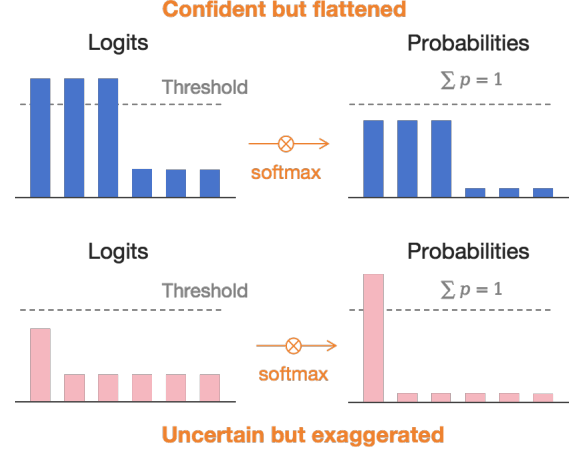 Confident but flattened
Logits
Probabilities
Threshold
∑ p = 1
softmax
Logits
Probabilities
Threshold
∑ p = 1
softmax
Uncertain but exaggerated